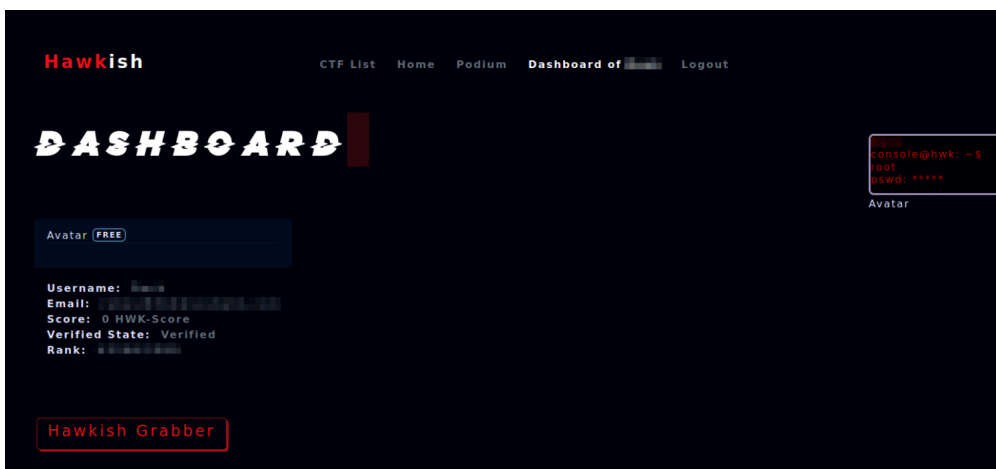 Hawkish
CTF List Home Podium Dashboard of Logout
DASHBOARD
console@hwk: ~$
root
pswd: *****
Avatar
Avatar FREE
Username:
Email:
Score: 0 HWK-Score
Verified State: Verified
Rank:
Hawkish Grabber